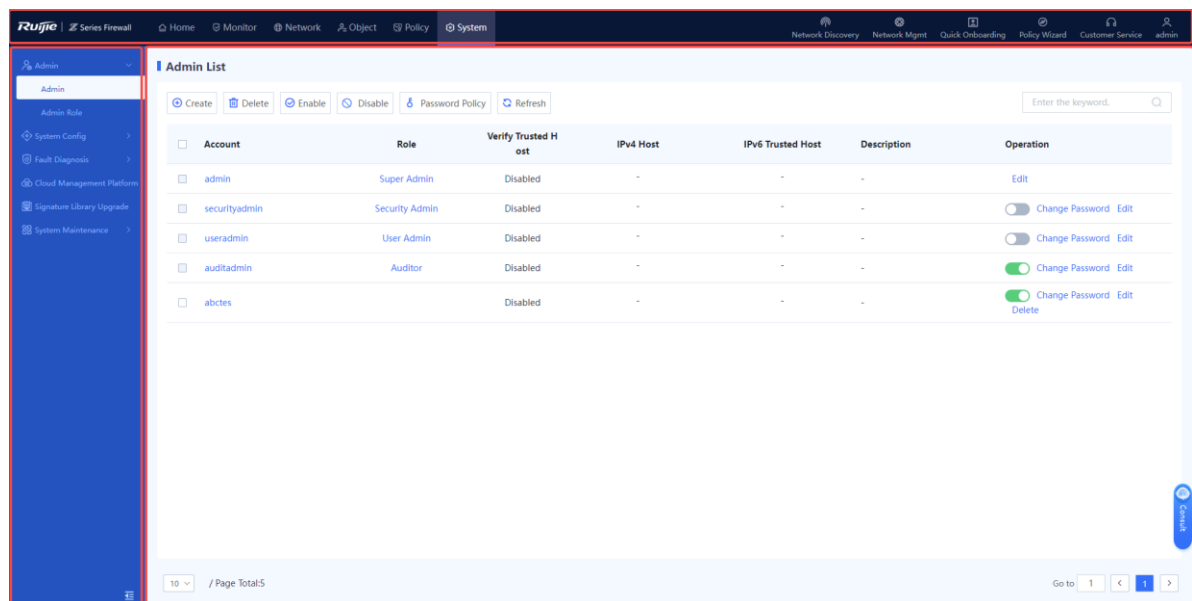 Ruijie | Z Series Firewall Home Monitor Network Object Policy System Network Discovery Network Mgmt Quick Onboarding Policy Wizard Customer Service admin
Admin
Admin
Admin Role
System Config
Fault Diagnosis
Cloud Management Platform
Signature Library Upgrade
System Maintenance
Admin List
Create Delete Enable Disable Password Policy Refresh Enter the keyword.
Account Role Verify Trusted H IPv4 Host IPv6 Trusted Host Description Operation
ost
admin Super Admin Disabled - - - Edit
securityadmin Security Admin Disabled - - - Change Password Edit
useradmin User Admin Disabled - - - Change Password Edit
auditadmin Auditor Disabled - - - Change Password Edit
abctes Disabled - - - Change Password Edit
Delete
Consult
10 / Page Total:5 Go to 1 < 1 >